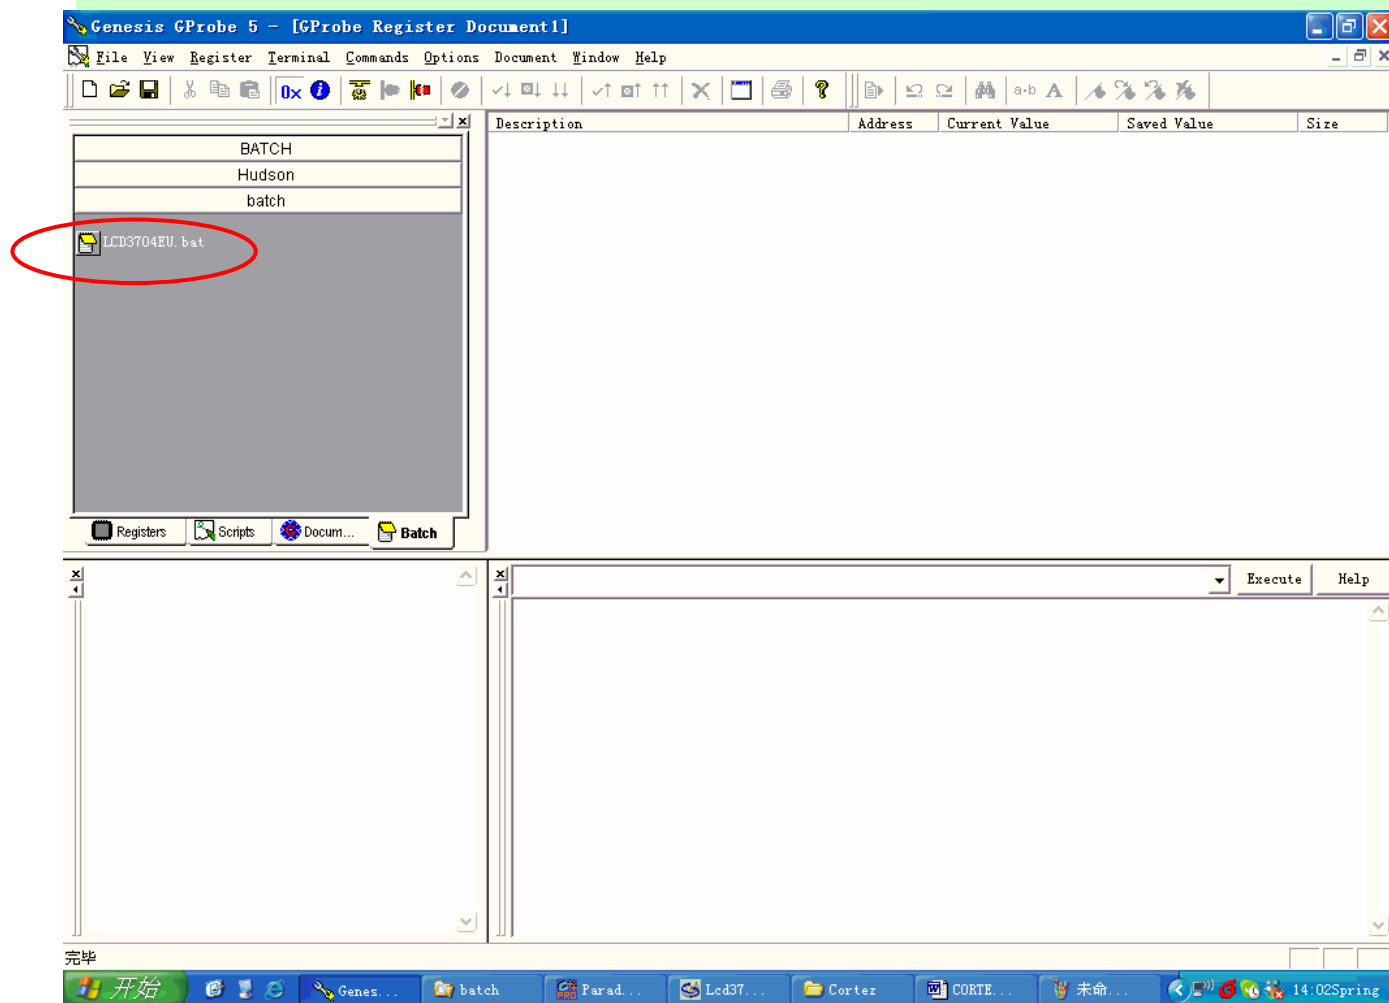 Genesis GProbe 5 - [GProbe Register Document1]
File View Register Terminal Commands Options Document Window Help
0x a·b A
Description Address Current Value Saved Value Size
BATCH
Hudson
batch
LCD3704EU.bat
Registers Scripts Docum... Batch
Execute Help
完毕
开始 Genes... batch Parad... Lcd37... Cortez CORTE... 未命... 14:02Spring